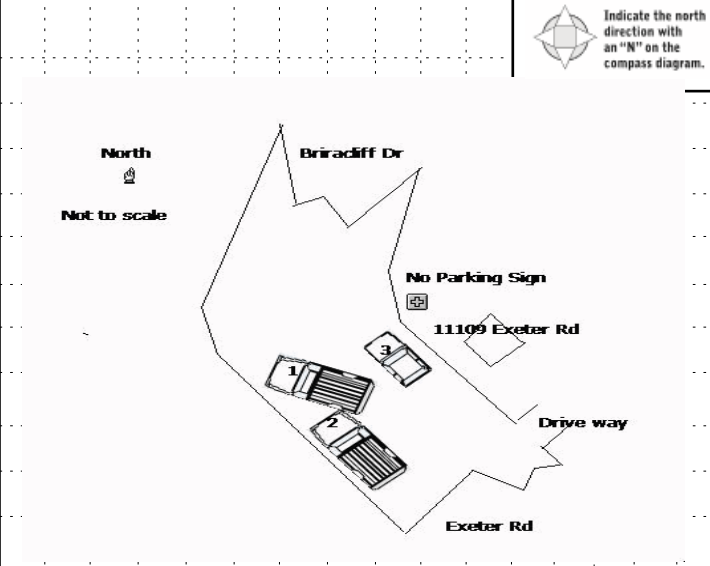 Indicate the north
direction with
an "N" on the
compass diagram.
North
Briracliff Dr
Not to scale
No Parking Sign
11109 Exeter Rd
3
1
2
Drive way
Exeter Rd